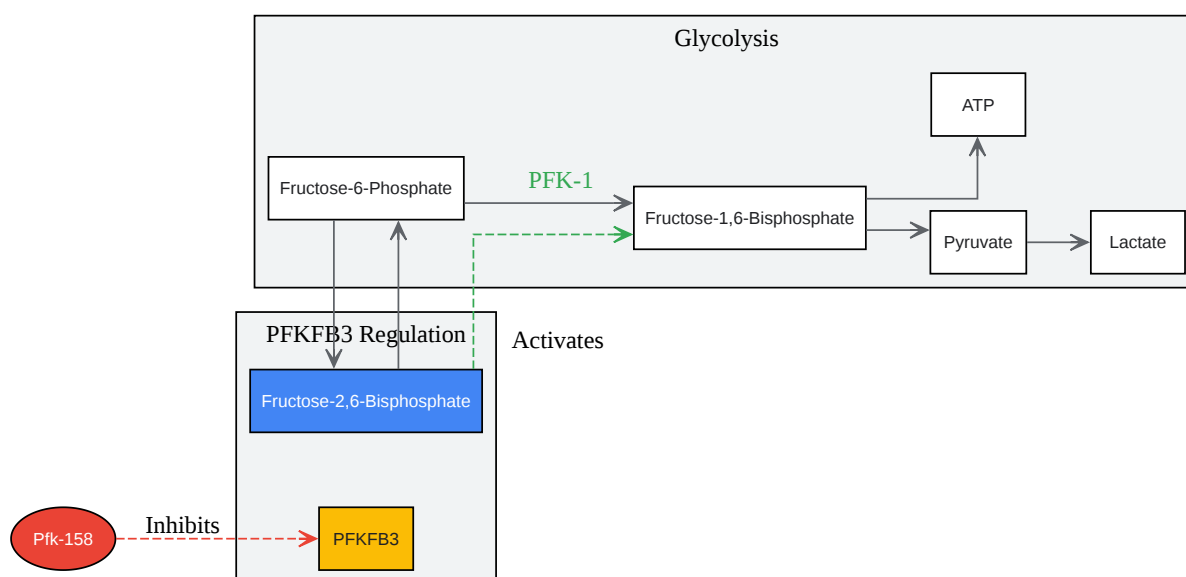 Glycolysis
ATP
Fructose-6-Phosphate
PFK-1
Fructose-1,6-Bisphosphate
Pyruvate
Lactate
PFKFB3 Regulation
Activates
Fructose-2,6-Bisphosphate
Pfk-158
Inhibits
PFKFB3